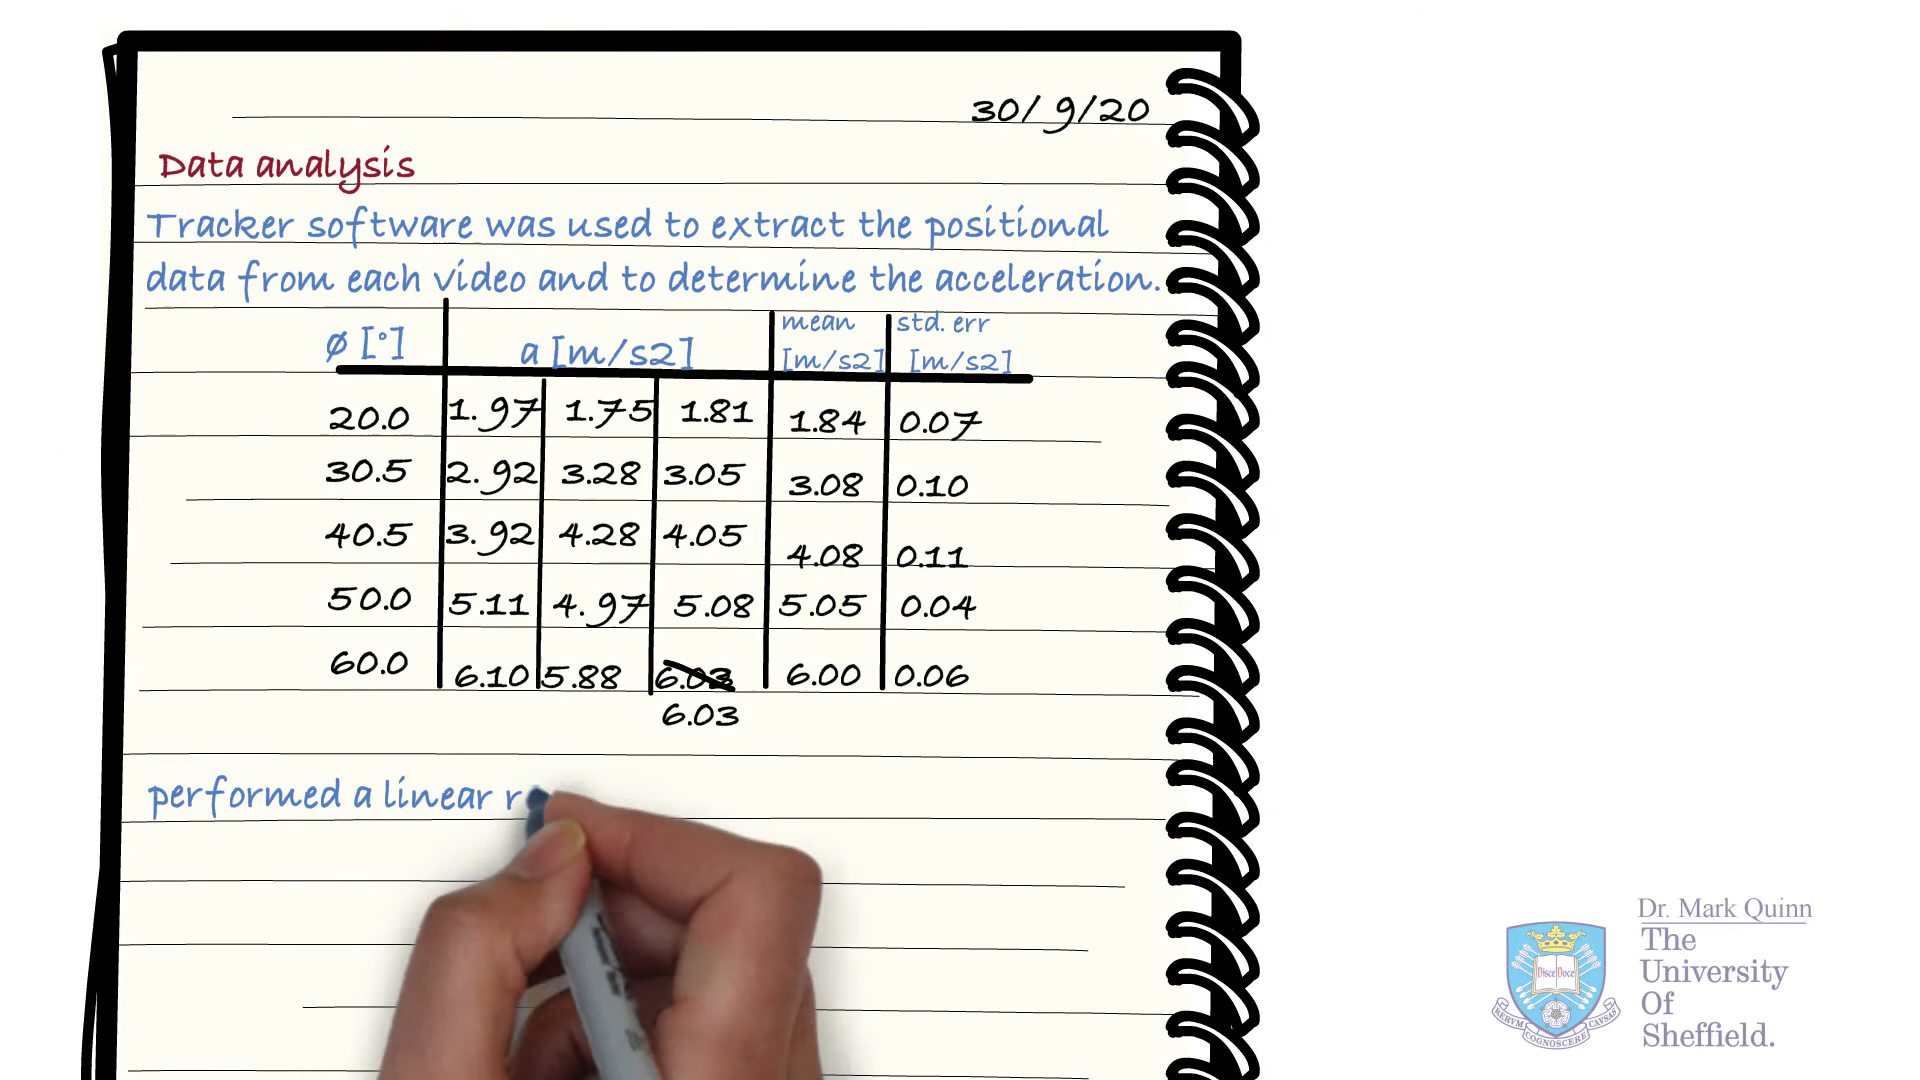 30/9/20
Data analysis
Tracker software was used to extract the positional
data from each video and to determine the acceleration.
ø [°] a [m/s2] mean [m/s2] std. err [m/s2]
20.0 1.97 1.75 1.81 1.84 0.07
30.5 2.92 3.28 3.05 3.08 0.10
40.5 3.92 4.28 4.05 4.08 0.11
50.0 5.11 4.97 5.08 5.05 0.04
60.0 6.10 5.88 6.03 6.00 0.06
6.03
performed a linear r
Dr. Mark Quinn
The
University
Of
Sheffield.
Disce Doce
RERVM COGNOSCERE CAVSAS